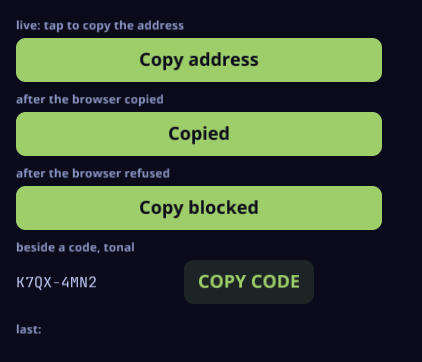 live: tap to copy the address
Copy address
after the browser copied
Copied
after the browser refused
Copy blocked
beside a code, tonal
K7QX-4MN2 COPY CODE
last: